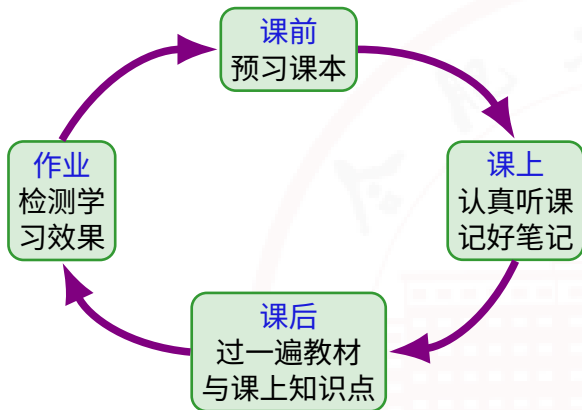 课前
预习课本
课上
认真听课
记好笔记
课后
过一遍教材
与课上知识点
作业
检测学
习效果